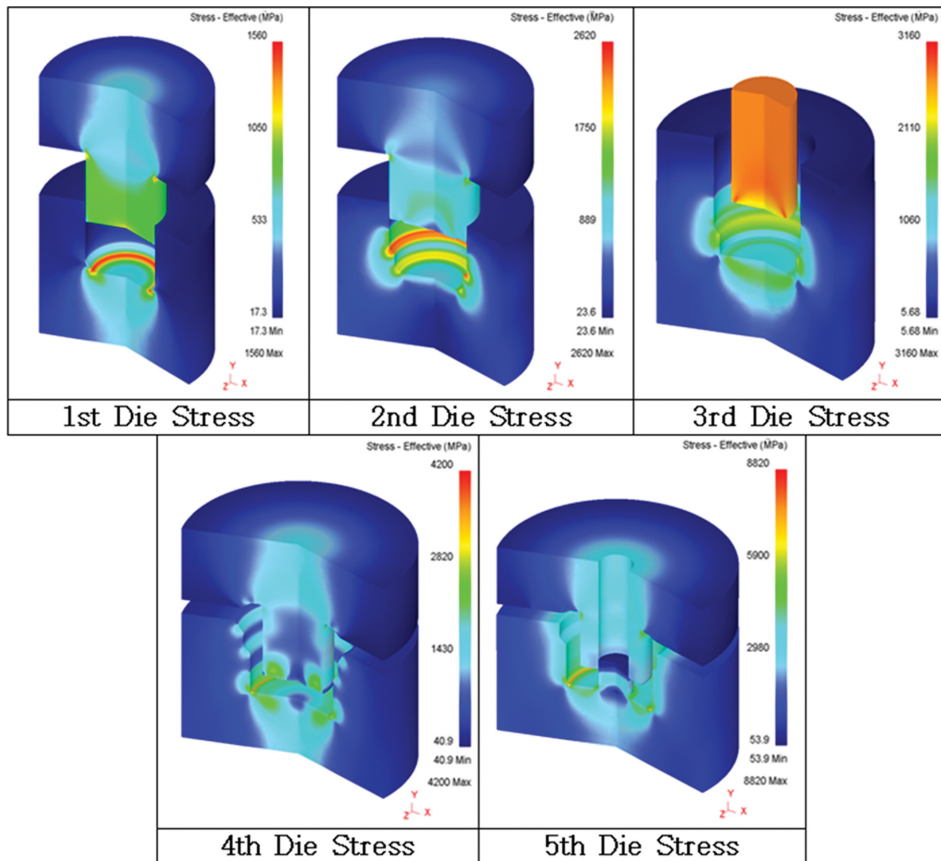 Stress - Effective (MPa)
1560
1050
533
17.3
17.3 Min
1560 Max
Y
Z X
1st Die Stress
Stress - Effective (MPa)
2620
1750
889
23.6
23.6 Min
2620 Max
Y
Z X
2nd Die Stress
Stress - Effective (MPa)
3160
2110
1060
5.68
5.68 Min
3160 Max
Y
Z X
3rd Die Stress
Stress - Effective (MPa)
4200
2820
1430
40.9
40.9 Min
4200 Max
Y
Z X
4th Die Stress
Stress - Effective (MPa)
8820
5900
2980
53.9
53.9 Min
8820 Max
Y
Z X
5th Die Stress